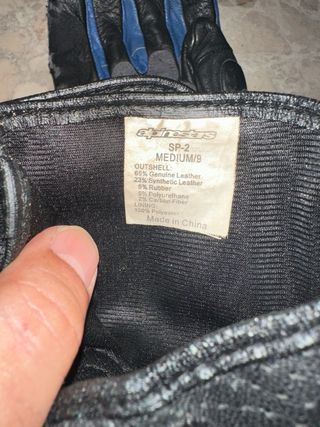 alpinestars
SP-2
MEDIUM/9
OUTSHELL:
65% Genuine Leather
23% Synthetic Leather
5% Rubber
5% Polyurethane
2% Carbon Fiber
LINING:
100% Polyester
Made in China